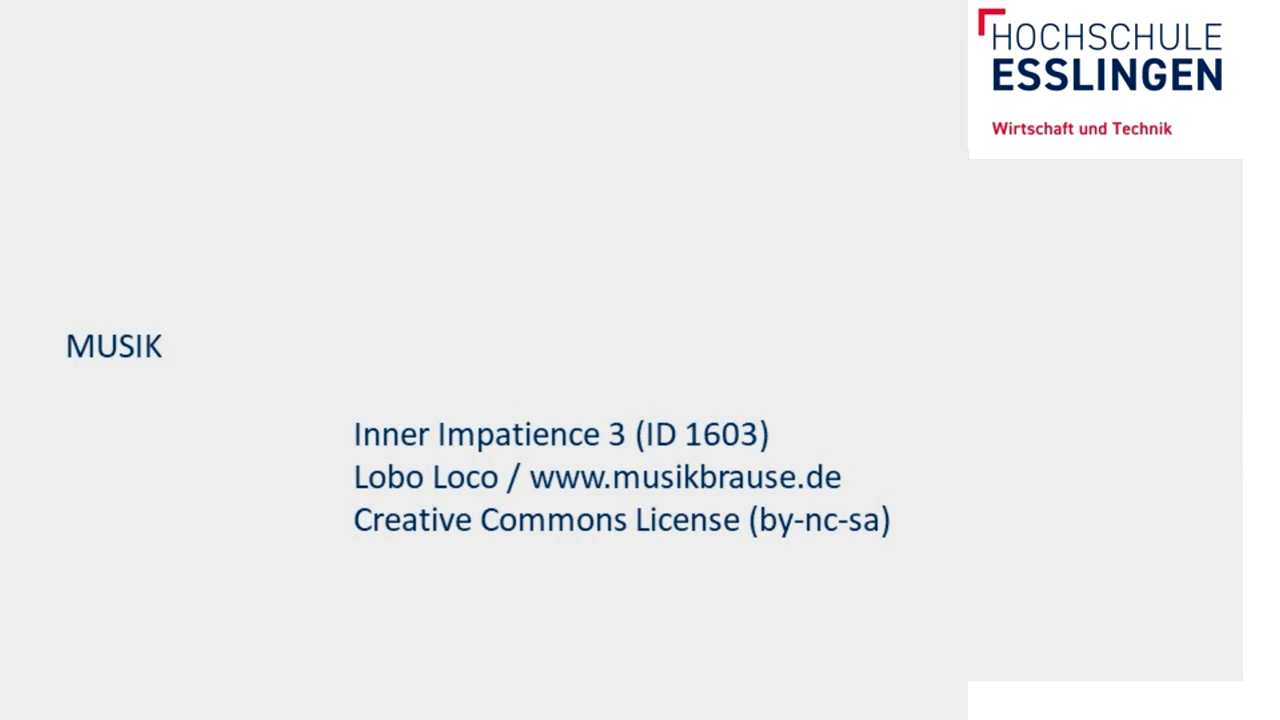 HOCHSCHULE
ESSLINGEN
Wirtschaft und Technik
MUSIK
Inner Impatience 3 (ID 1603)
Lobo Loco / www.musikbrause.de
Creative Commons License (by-nc-sa)